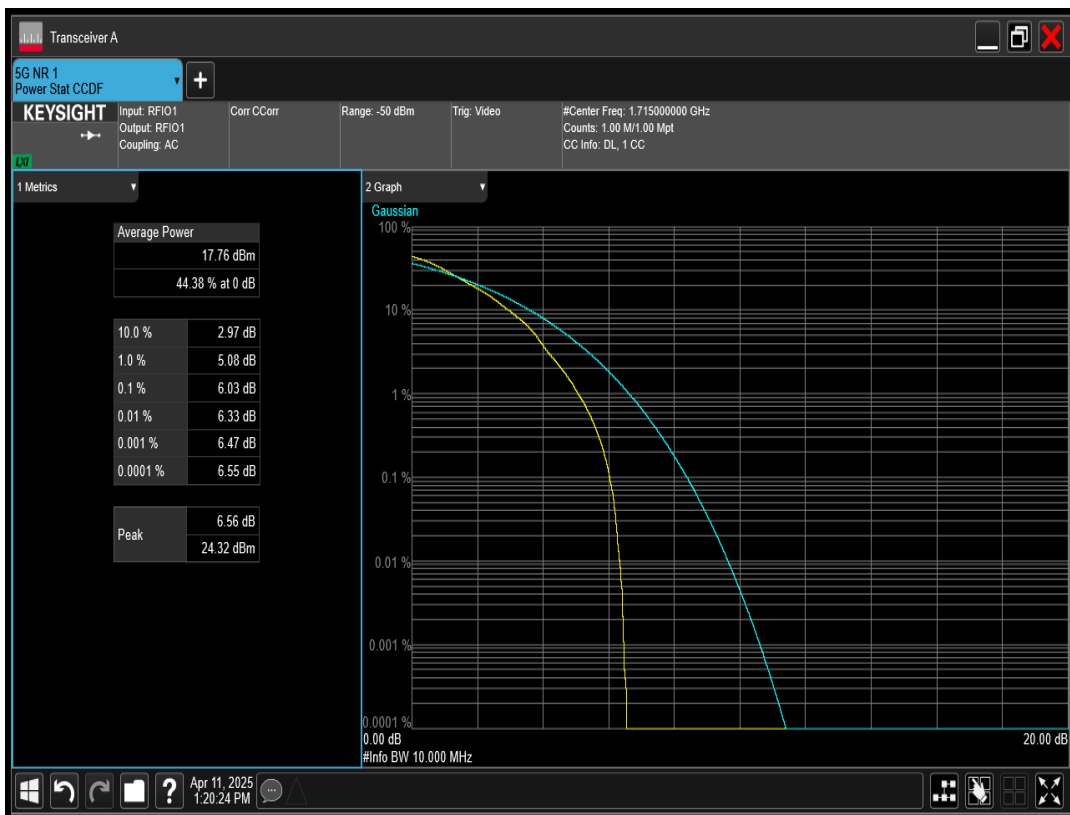 Transceiver A
5G NR 1
Power Stat CCDF
+
KEYSIGHT
LXI
Input: RFIO1
Output: RFIO1
Coupling: AC
Corr CCorr
Range: -50 dBm
Trig: Video
#Center Freq: 1.715000000 GHz
Counts: 1.00 M/1.00 Mpt
CC Info: DL, 1 CC
1 Metrics
Average Power
17.76 dBm
44.38 % at 0 dB
10.0 % 2.97 dB
1.0 % 5.08 dB
0.1 % 6.03 dB
0.01 % 6.33 dB
0.001 % 6.47 dB
0.0001 % 6.55 dB
Peak
6.56 dB
24.32 dBm
2 Graph
Gaussian
100 %
10 %
1 %
0.1 %
0.01 %
0.001 %
0.0001 %
0.00 dB 20.00 dB
#Info BW 10.000 MHz
?
Apr 11, 2025
1:20:24 PM